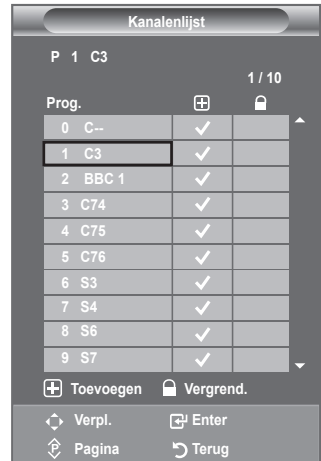 Kanalenlijst
P 1 C3
1 / 10
Prog.
0 C--
1 C3
2 BBC 1
3 C74
4 C75
5 C76
6 S3
7 S4
8 S6
9 S7
Toevoegen Vergrend.
Verpl. Enter
P Pagina Terug